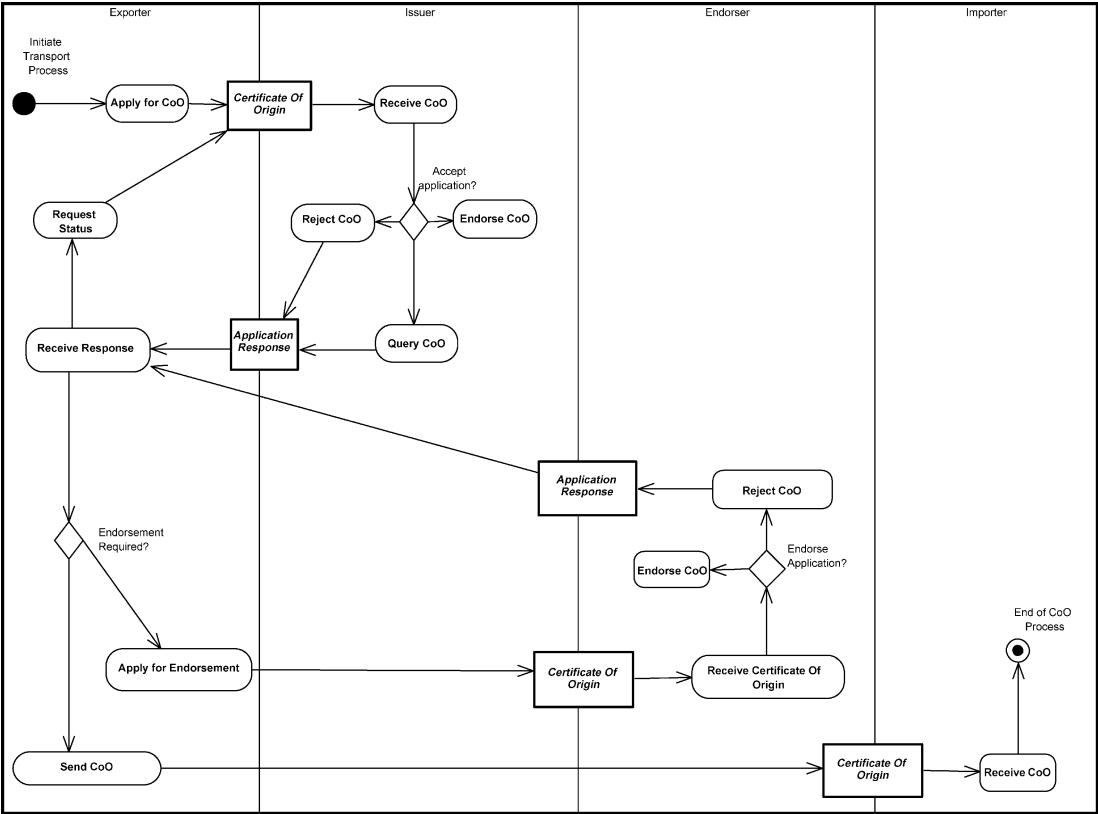 Exporter
Issuer
Endorser
Importer
Initiate
Transport
Process
Apply for CoO
Certificate Of
Origin
Receive CoO
Accept
application?
Request
Status
Reject CoO
Endorse CoO
Receive Response
Application
Response
Query CoO
Application
Response
Reject CoO
Endorsement
Required?
Endorse CoO
Endorse
Application?
Apply for Endorsement
Certificate Of
Origin
Receive Certificate Of
Origin
End of CoO
Process
Send CoO
Certificate Of
Origin
Receive CoO